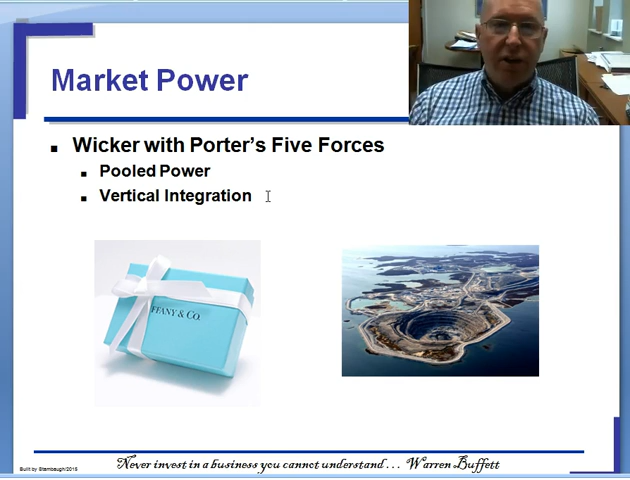 Market Power
Wicker with Porter's Five Forces
Pooled Power
Vertical Integration
FFANY & CO.
Built by Stambaugh/2015
Never invest in a business you cannot understand . . . Warren Buffett